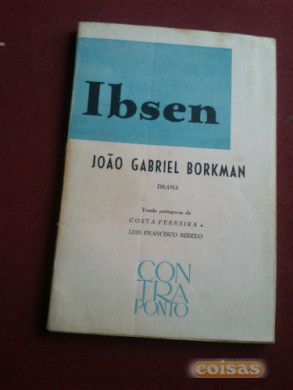 Ibsen
JOÃO GABRIEL BORKMAN
DRAMA
Versão portuguesa de
COSTA FERREIRA e
LUIS FRANCISCO REBELO
CON
TRA
PONTO
coisas